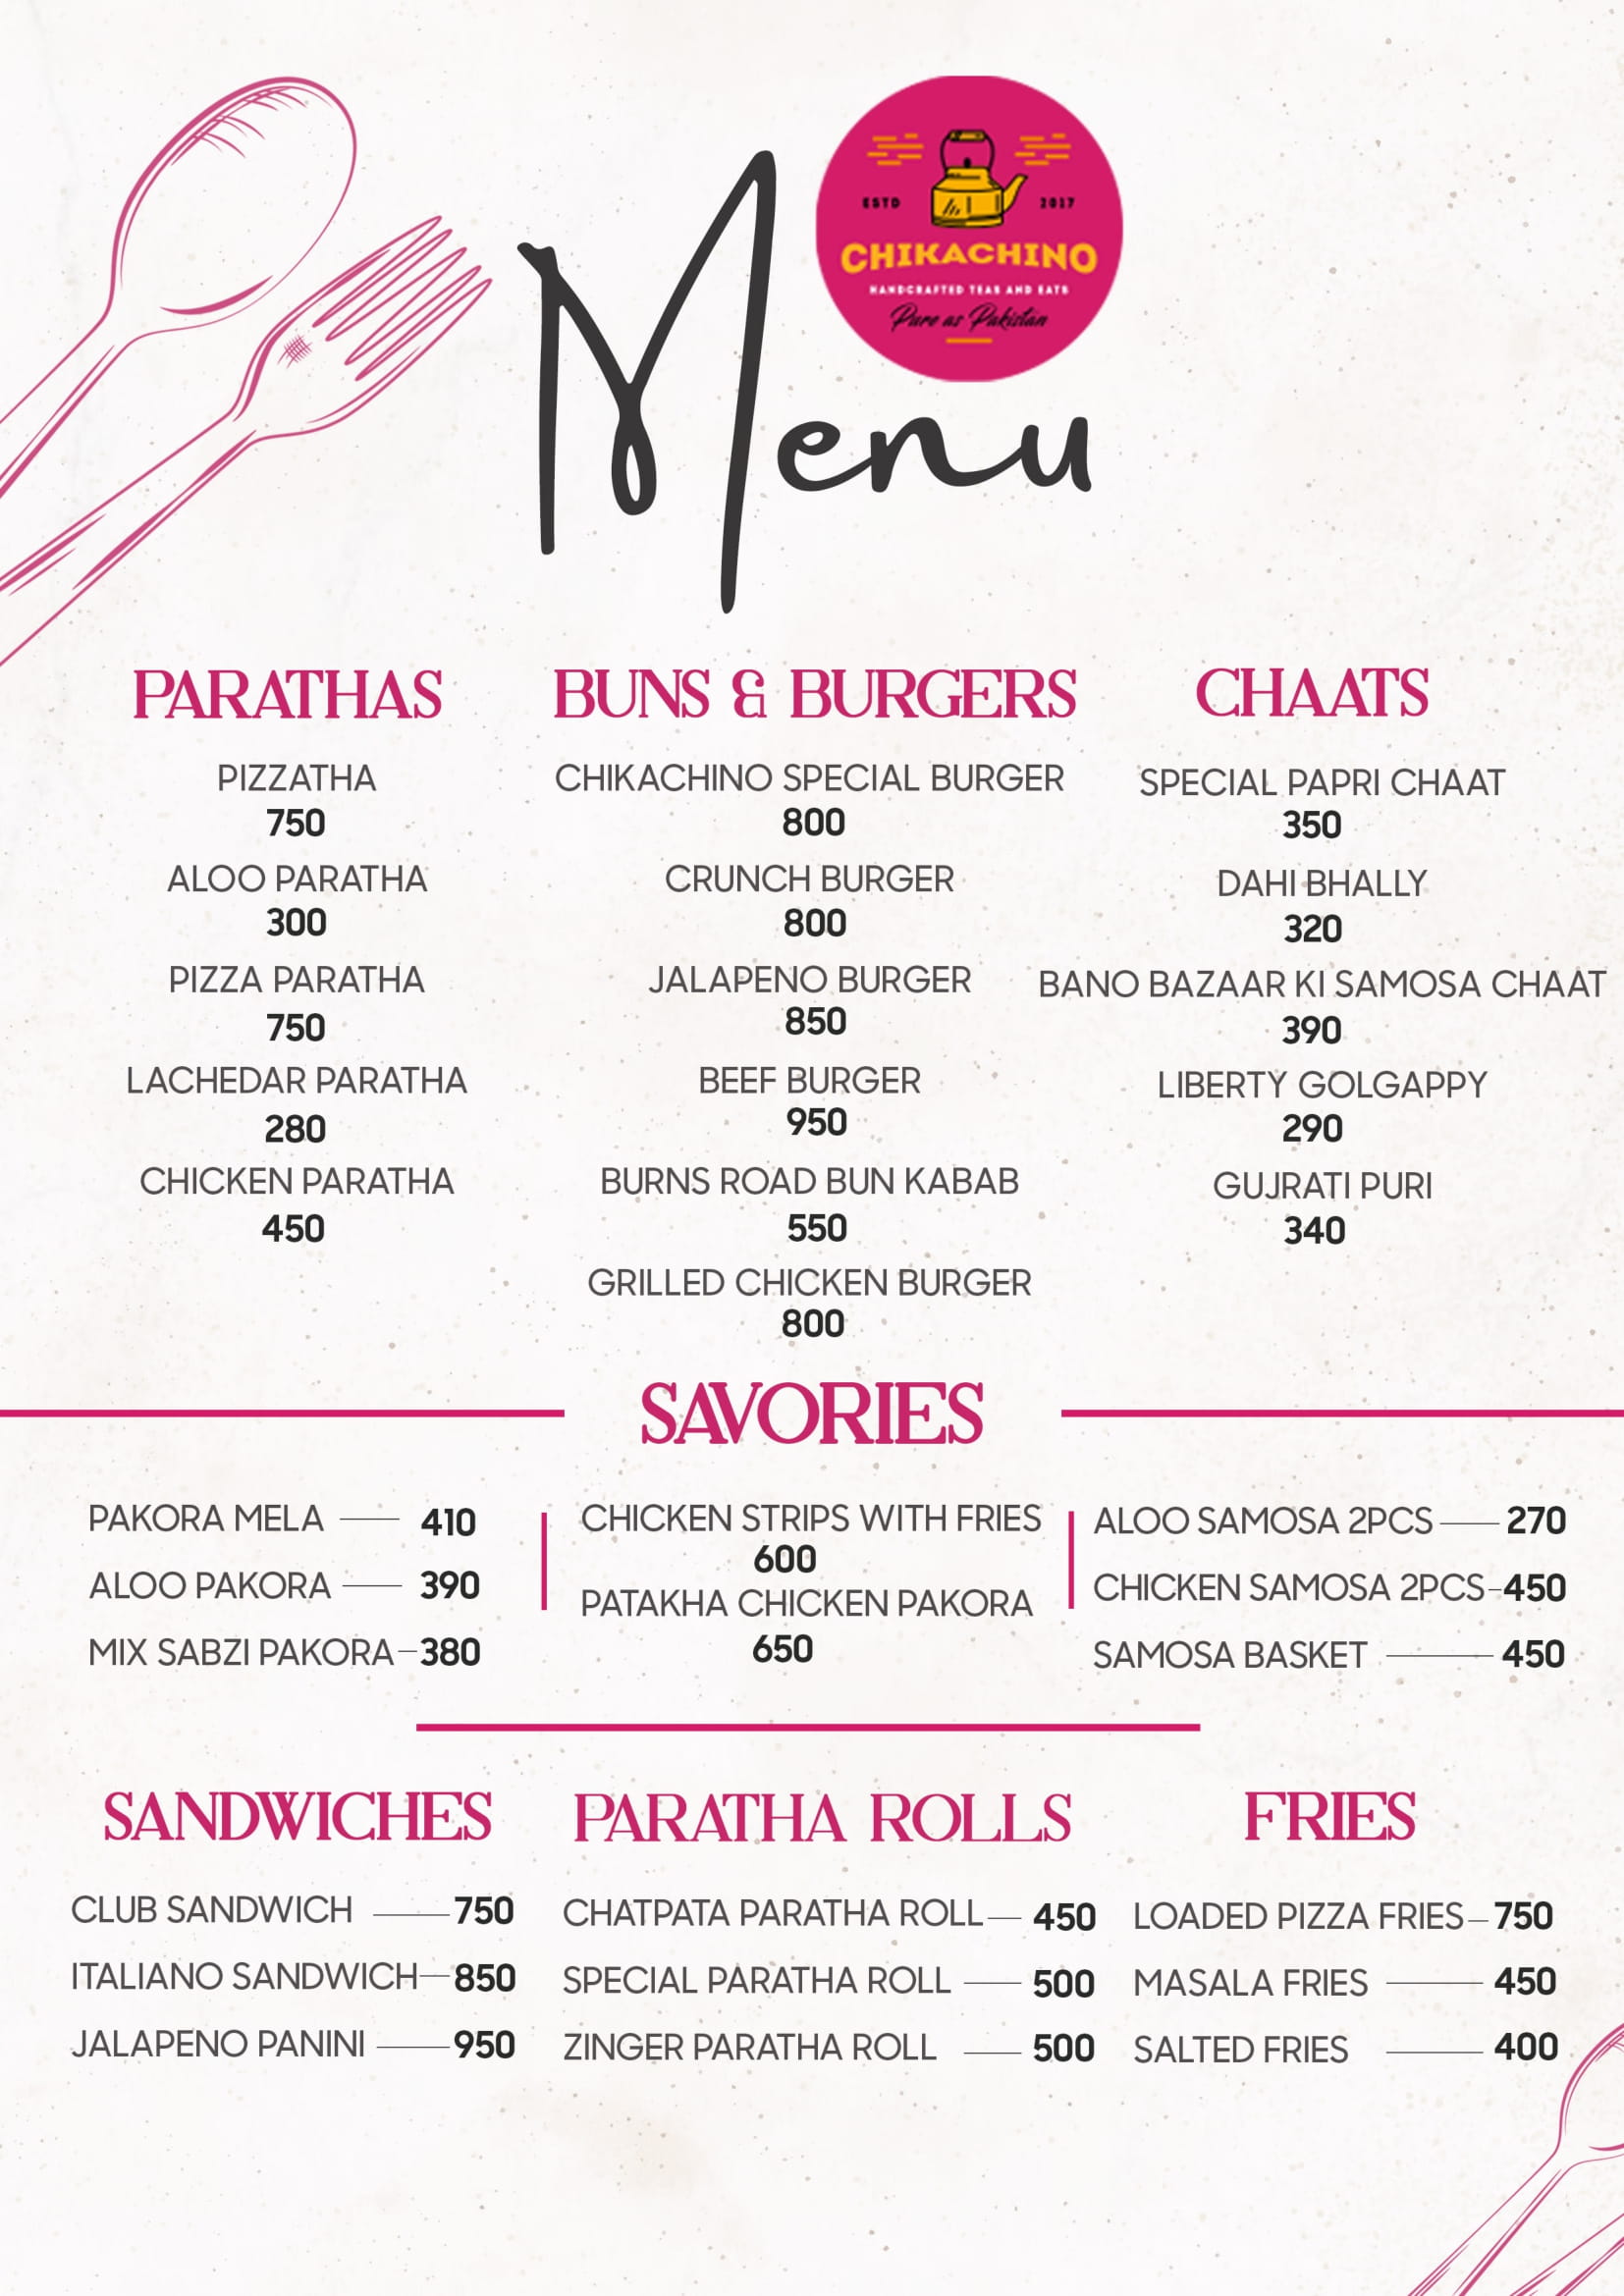 ESTD 2017
CHIKACHINO
HANDCRAFTED TEAS AND EATS
Pure as Pakistan
Menu
PARATHAS
PIZZATHA
750
ALOO PARATHA
300
PIZZA PARATHA
750
LACHEDAR PARATHA
280
CHICKEN PARATHA
450
BUNS & BURGERS
CHIKACHINO SPECIAL BURGER
800
CRUNCH BURGER
800
JALAPENO BURGER
850
BEEF BURGER
950
BURNS ROAD BUN KABAB
550
GRILLED CHICKEN BURGER
800
CHAATS
SPECIAL PAPRI CHAAT
350
DAHI BHALLY
320
BANO BAZAAR KI SAMOSA CHAAT
390
LIBERTY GOLGAPPY
290
GUJRATI PURI
340
SAVORIES
PAKORA MELA 410
ALOO PAKORA 390
MIX SABZI PAKORA 380
CHICKEN STRIPS WITH FRIES
600
PATAKHA CHICKEN PAKORA
650
ALOO SAMOSA 2PCS 270
CHICKEN SAMOSA 2PCS 450
SAMOSA BASKET 450
SANDWICHES
CLUB SANDWICH 750
ITALIANO SANDWICH 850
JALAPENO PANINI 950
PARATHA ROLLS
CHATPATA PARATHA ROLL 450
SPECIAL PARATHA ROLL 500
ZINGER PARATHA ROLL 500
FRIES
LOADED PIZZA FRIES 750
MASALA FRIES 450
SALTED FRIES 400